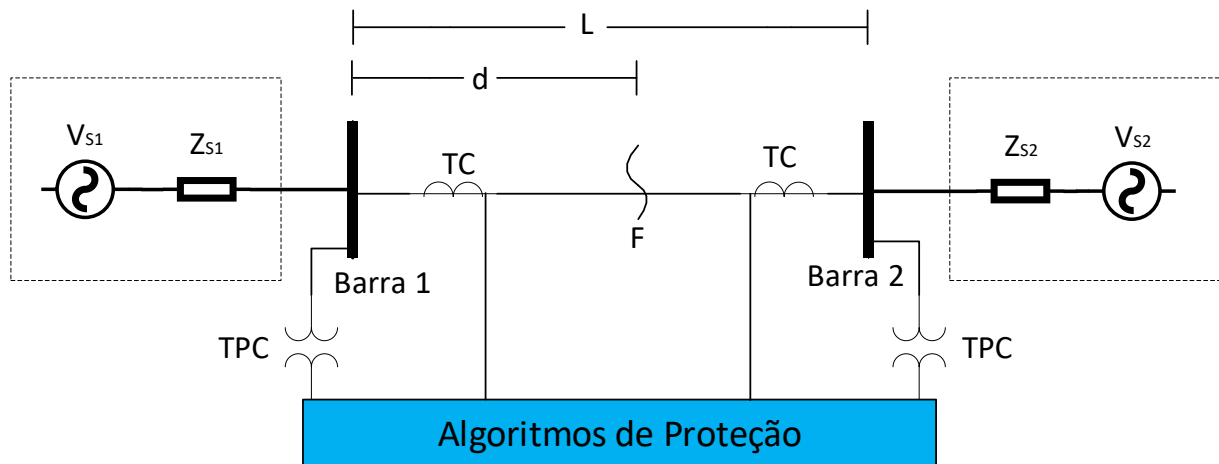 L
d
VS1
ZS1
TC
TC
ZS2
VS2
F
Barra 1
Barra 2
TPC
TPC
Algoritmos de Proteção